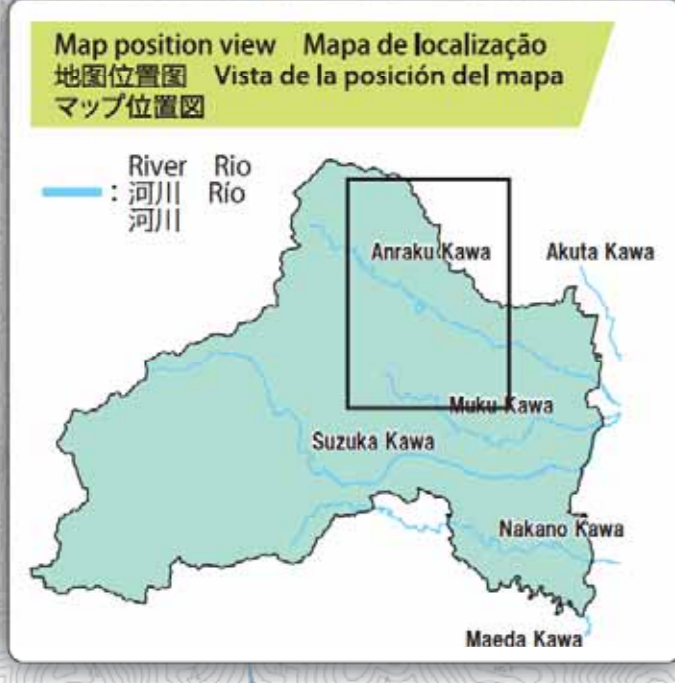 Map position view Mapa de localização
地图位置图 Vista de la posición del mapa
マップ位置図
River Rio
: 河川 Río
河川
Anraku Kawa
Akuta Kawa
Muku Kawa
Suzuka Kawa
Nakano Kawa
Maeda Kawa